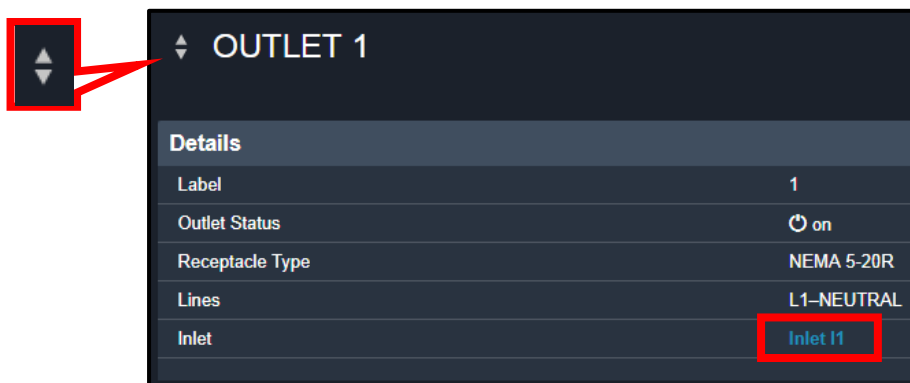 OUTLET 1
Details
Label 1
Outlet Status on
Receptacle Type NEMA 5-20R
Lines L1–NEUTRAL
Inlet Inlet I1